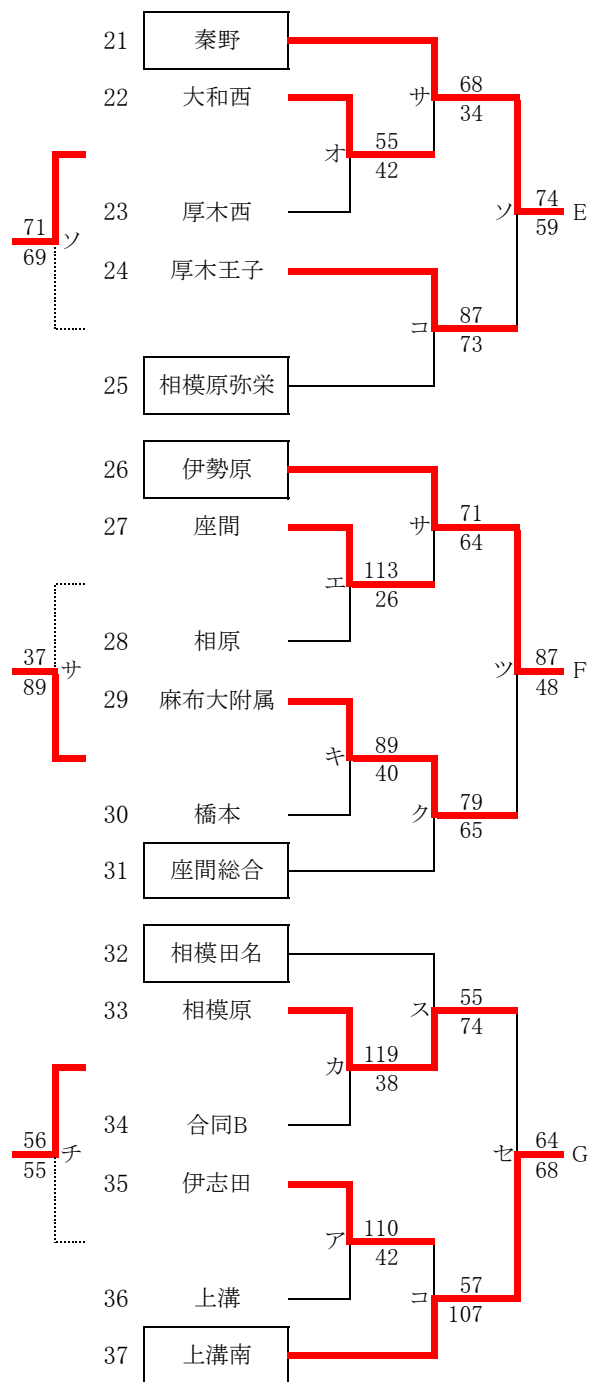 21 秦野
22 大和西 サ 68
34
オ 55
42
71 ソ
69
23 厚木西 ソ 74 E
59
24 厚木王子
コ 87
73
25 相模原弥栄
26 伊勢原
27 座間 サ 71
64
エ 113
26
28 相原
37 サ
89
ツ 87 F
48
29 麻布大附属
キ 89
40
30 橋本 ク 79
65
31 座間総合
32 相模田名
33 相模原 ス 55
74
カ 119
38
34 合同B
56 チ
55
セ 64 G
68
35 伊志田
ア 110
42
36 上溝 コ 57
107
37 上溝南